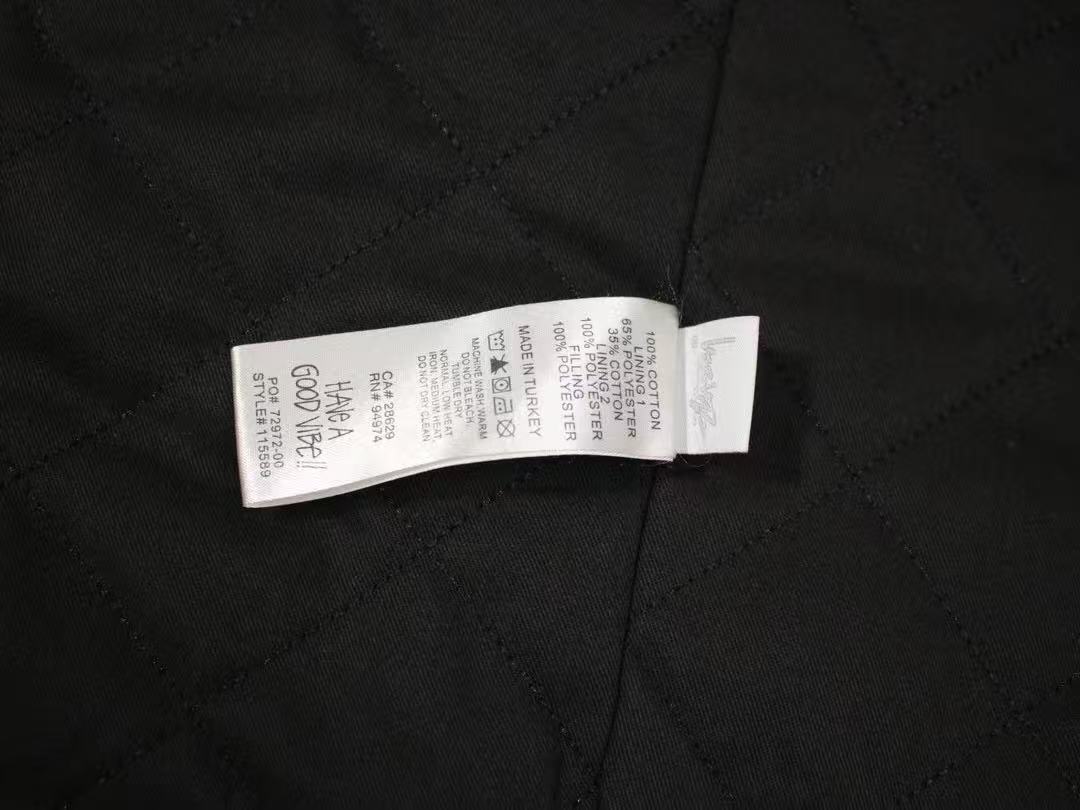 100% COTTON
LINING 1
65% POLYESTER
35% COTTON
LINING 2
100% POLYESTER
FILLING
100% POLYESTER
MADE IN TURKEY
MACHINE WASH WARM
DO NOT BLEACH,
TUMBLE DRY
NORMAL, LOW HEAT
IRON, MEDIUM HEAT,
DO NOT DRY CLEAN
CA# 28629
RN# 94974
HAVE A
GOOD VIBE!!
PO# 72972-00
STYLE# 115589